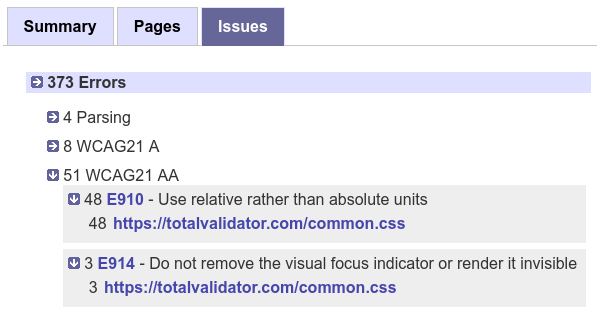 Summary Pages Issues
373 Errors
4 Parsing
8 WCAG21 A
51 WCAG21 AA
48 E910 - Use relative rather than absolute units
48 https://totalvalidator.com/common.css
3 E914 - Do not remove the visual focus indicator or render it invisible
3 https://totalvalidator.com/common.css